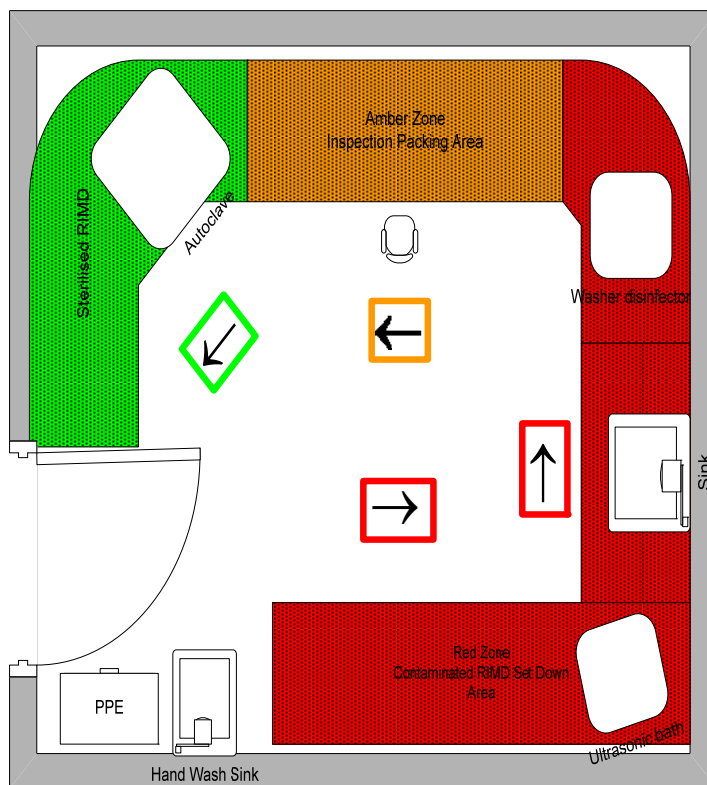 Amber Zone
Inspection Packing Area
Sterilised RIMD
Autoclave
Washer disinfector
Sink
Red Zone
Contaminated RIMD Set Down
Area
Ultrasonic bath
PPE
Hand Wash Sink